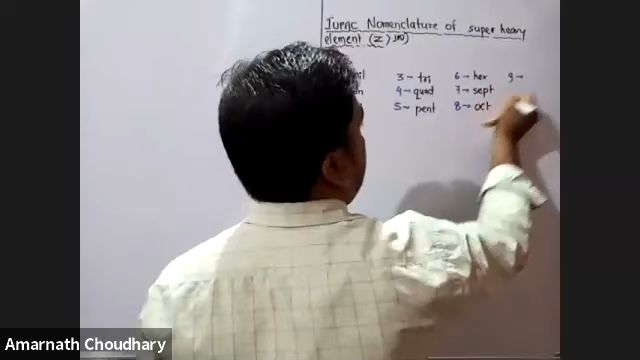 IUPAC Nomenclature of super heavy
element (Z > 100)
il 3 → tri 6 → hex 9 →
n 4 → quad 7 → sept
5 → pent 8 → oct
Amarnath Choudhary